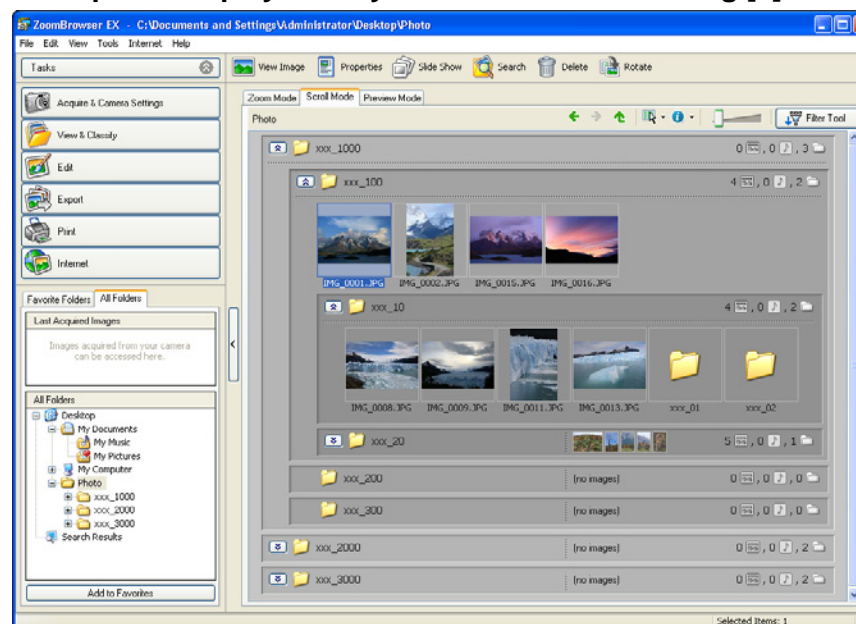 ZoomBrowser EX - C:\Documents and Settings\Administrator\Desktop\Photo
File Edit View Tools Internet Help
Tasks
View Image Properties Slide Show Search Delete Rotate
Acquire & Camera Settings
View & Classify
Edit
Export
Print
Internet
Zoom Mode Scroll Mode Preview Mode
Photo
Filter Tool
xxx_1000 0 , 0 , 3
xxx_100 4 , 0 , 2
IMG_0001.JPG IMG_0002.JPG IMG_0015.JPG IMG_0016.JPG
xxx_10 4 , 0 , 2
IMG_0008.JPG IMG_0009.JPG IMG_0011.JPG IMG_0013.JPG xxx_01 xxx_02
xxx_20 5 , 0 , 1
xxx_200 (no images) 0 , 0 , 0
xxx_300 (no images) 0 , 0 , 0
xxx_2000 (no images) 0 , 0 , 2
xxx_3000 (no images) 0 , 0 , 2
Favorite Folders All Folders
Last Acquired Images
Images acquired from your camera
can be accessed here.
All Folders
Desktop
My Documents
My Music
My Pictures
My Computer
Photo
xxx_1000
xxx_2000
xxx_3000
Search Results
Add to Favorites
Selected Items: 1